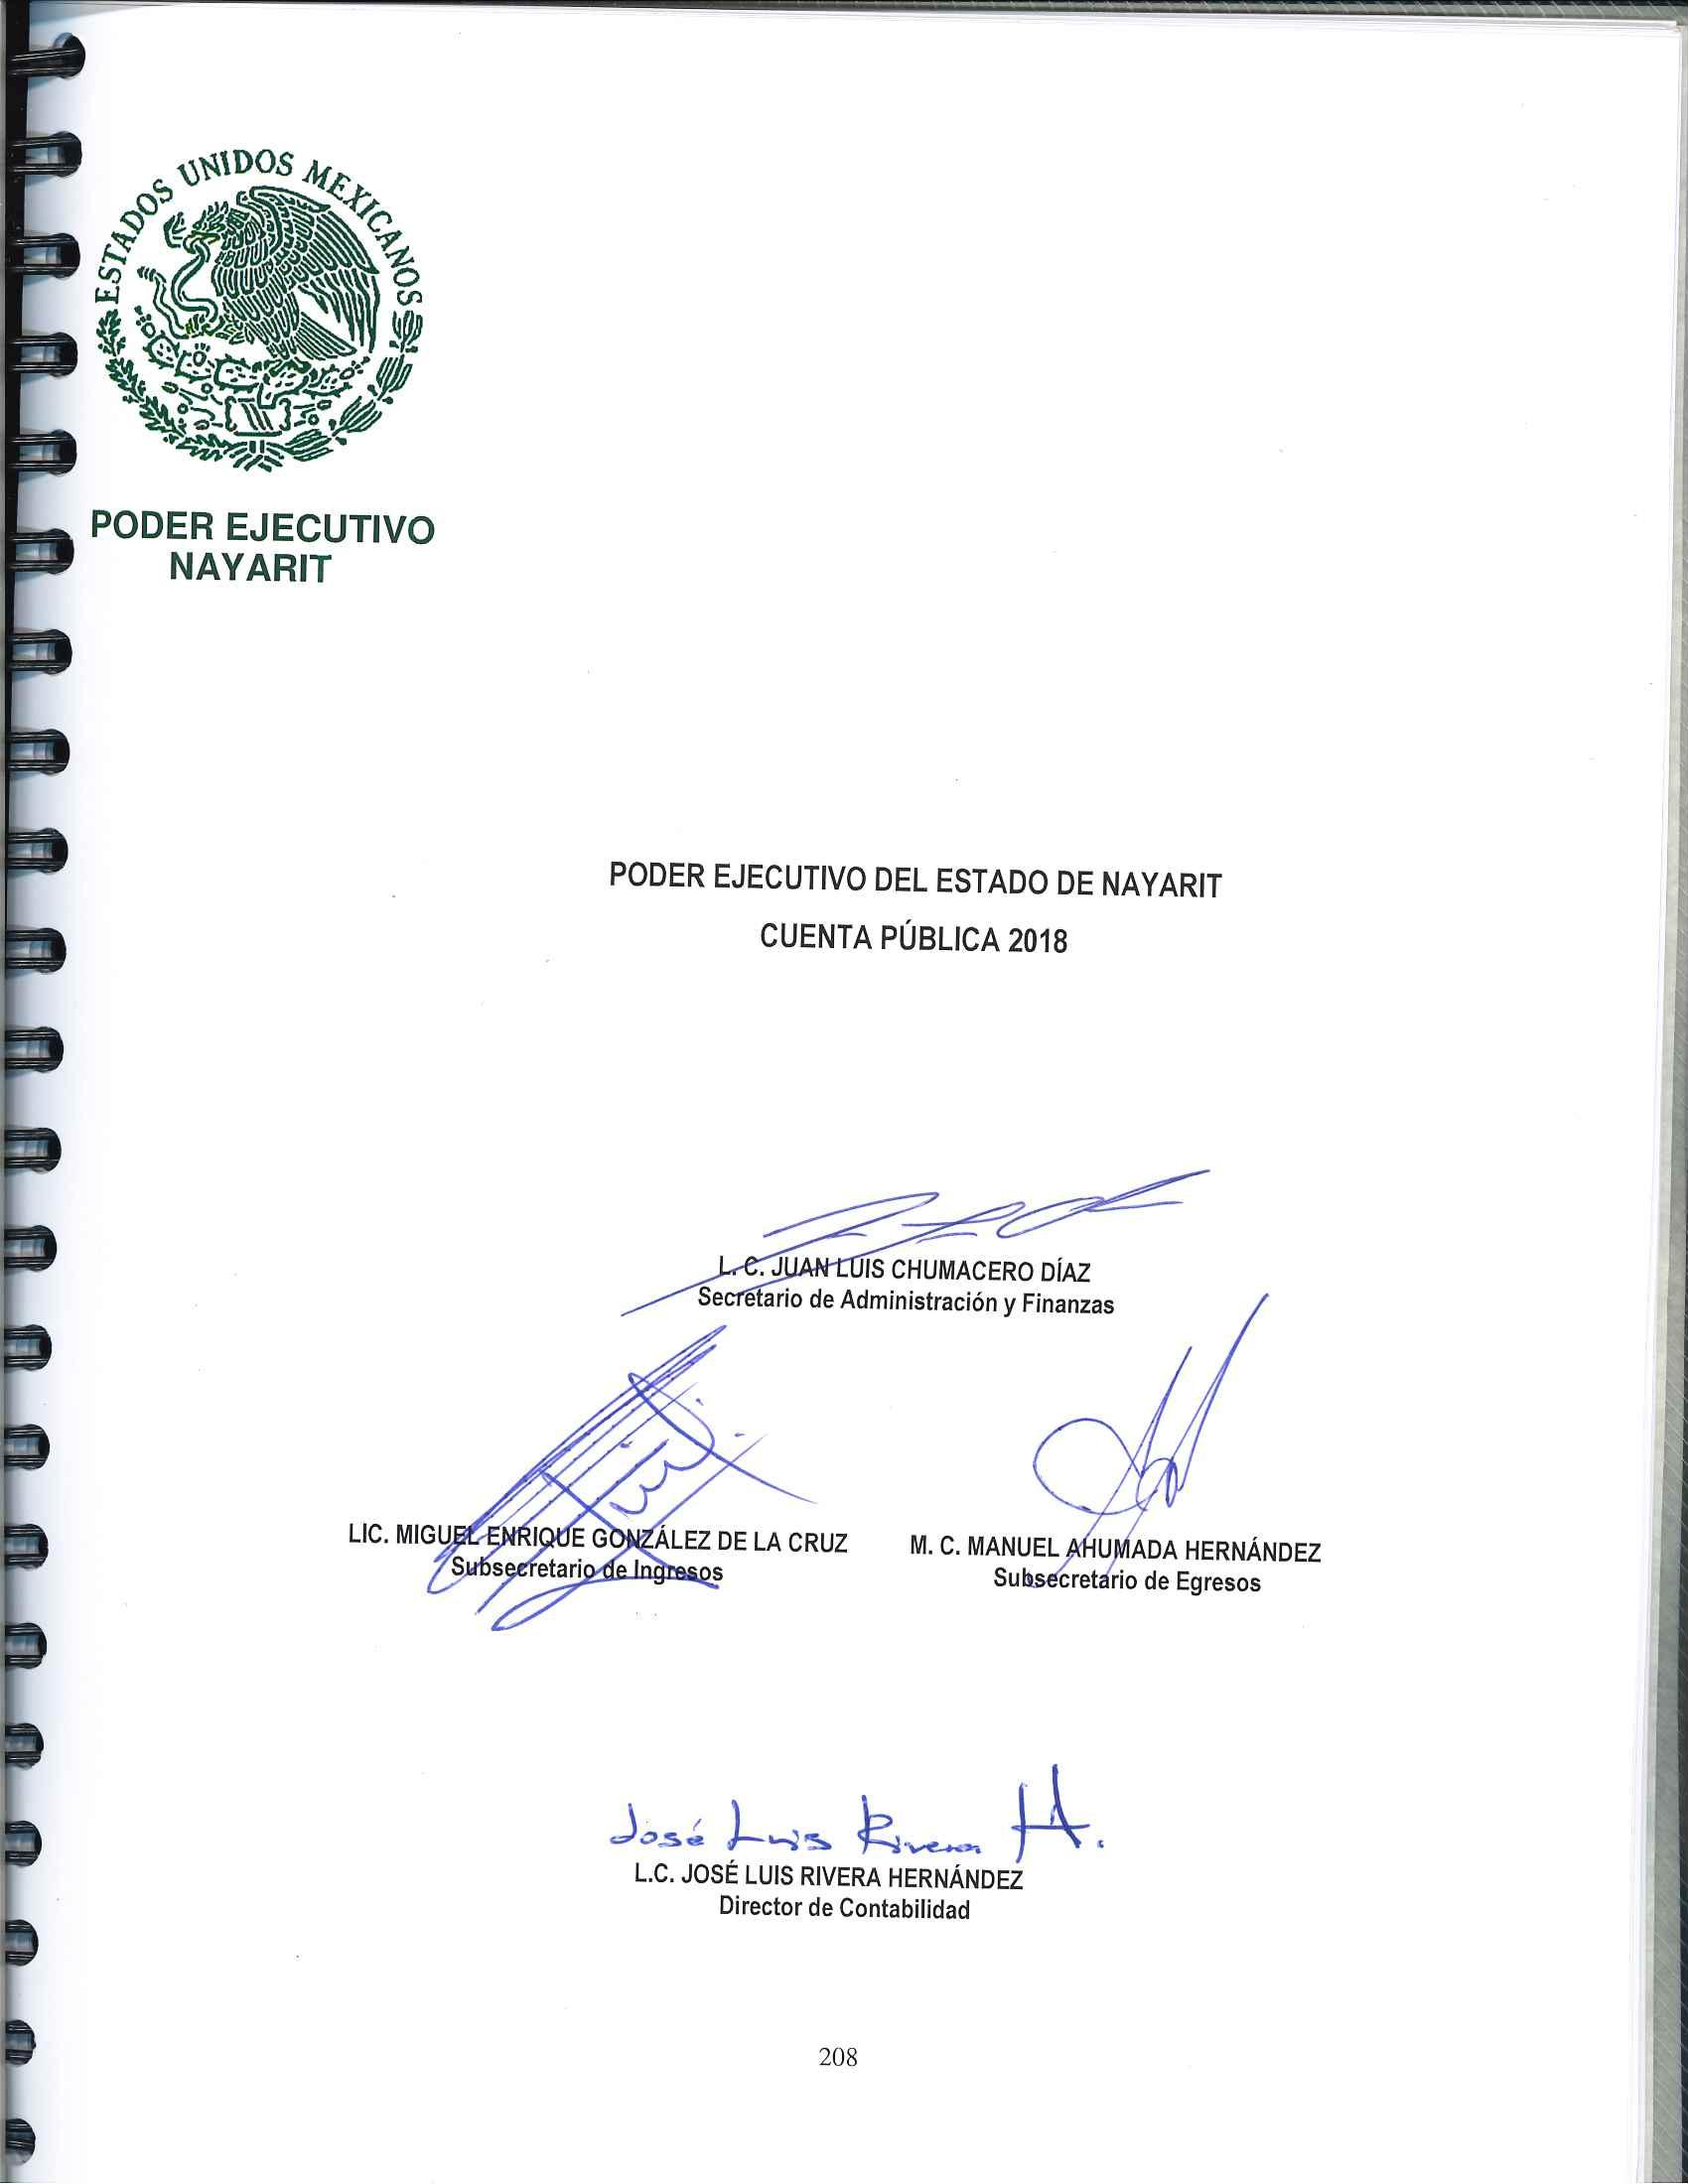 ESTADOS UNIDOS MEXICANOS
PODER EJECUTIVO
NAYARIT
PODER EJECUTIVO DEL ESTADO DE NAYARIT
CUENTA PÚBLICA 2018
L. C. JUAN LUIS CHUMACERO DÍAZ
Secretario de Administración y Finanzas
LIC. MIGUEL ENRIQUE GONZÁLEZ DE LA CRUZ
Subsecretario de Ingresos
M. C. MANUEL AHUMADA HERNÁNDEZ
Subsecretario de Egresos
José Luis Rivera H.
L.C. JOSÉ LUIS RIVERA HERNÁNDEZ
Director de Contabilidad
208